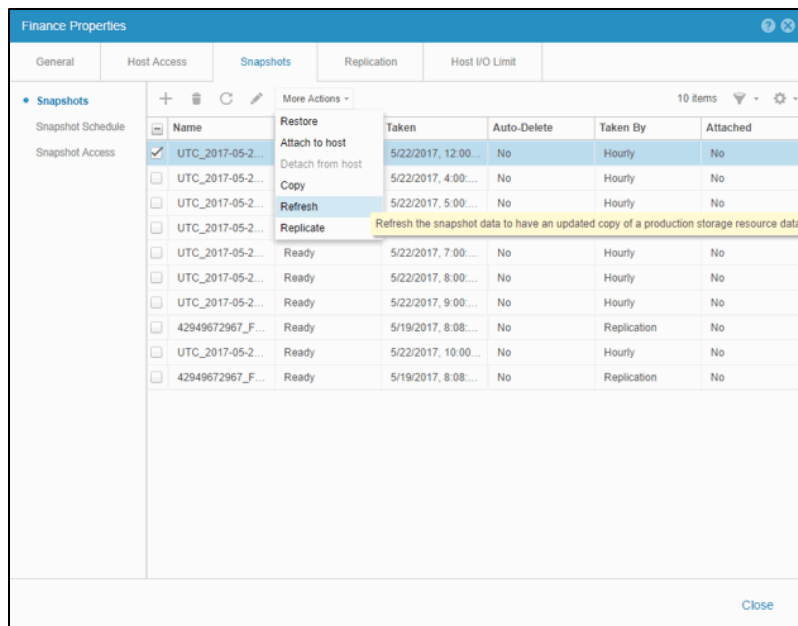 Finance Properties
General Host Access Snapshots Replication Host I/O Limit
Snapshots
Snapshot Schedule
Snapshot Access
More Actions
10 items
Restore
Attach to host
Detach from host
Copy
Refresh
Replicate
Refresh the snapshot data to have an updated copy of a production storage resource data
Name Taken Auto-Delete Taken By Attached
UTC_2017-05-2... 5/22/2017, 12:00... No Hourly No
UTC_2017-05-2... 5/22/2017, 4:00:... No Hourly No
UTC_2017-05-2... 5/22/2017, 5:00:... No Hourly No
UTC_2017-05-2...
UTC_2017-05-2... Ready 5/22/2017, 7:00:... No Hourly No
UTC_2017-05-2... Ready 5/22/2017, 8:00:... No Hourly No
UTC_2017-05-2... Ready 5/22/2017, 9:00:... No Hourly No
42949672967_F... Ready 5/19/2017, 8:08:... No Replication No
UTC_2017-05-2... Ready 5/22/2017, 10:00... No Hourly No
42949672967_F... Ready 5/19/2017, 8:08:... No Replication No
Close